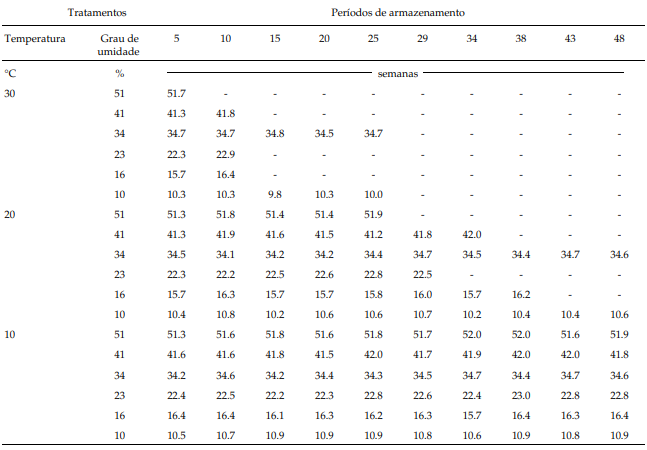 Tratamentos Períodos de armazenamento
Temperatura Grau de umidade 5 10 15 20 25 29 34 38 43 48
°C % semanas
30 51 51.7 - - - - - - - - -
41 41.3 41.8 - - - - - - - -
34 34.7 34.7 34.8 34.5 34.7 - - - - -
23 22.3 22.9 - - - - - - - -
16 15.7 16.4 - - - - - - - -
10 10.3 10.3 9.8 10.3 10.0 - - - - -
20 51 51.3 51.8 51.4 51.4 51.9 - - - - -
41 41.3 41.9 41.6 41.5 41.2 41.8 42.0 - - -
34 34.5 34.1 34.2 34.2 34.4 34.7 34.5 34.4 34.7 34.6
23 22.3 22.2 22.5 22.6 22.8 22.5 - - - -
16 15.7 16.3 15.7 15.7 15.8 16.0 15.7 16.2 - -
10 10.4 10.8 10.2 10.6 10.6 10.7 10.2 10.4 10.4 10.6
10 51 51.3 51.6 51.8 51.6 51.8 51.7 52.0 52.0 51.6 51.9
41 41.6 41.6 41.8 41.5 42.0 41.7 41.9 42.0 42.0 41.8
34 34.2 34.6 34.2 34.4 34.3 34.5 34.7 34.4 34.7 34.6
23 22.4 22.5 22.2 22.3 22.8 22.6 22.4 23.0 22.8 22.8
16 16.4 16.4 16.1 16.3 16.2 16.3 15.7 16.4 16.3 16.4
10 10.5 10.7 10.9 10.9 10.9 10.8 10.6 10.9 10.8 10.9